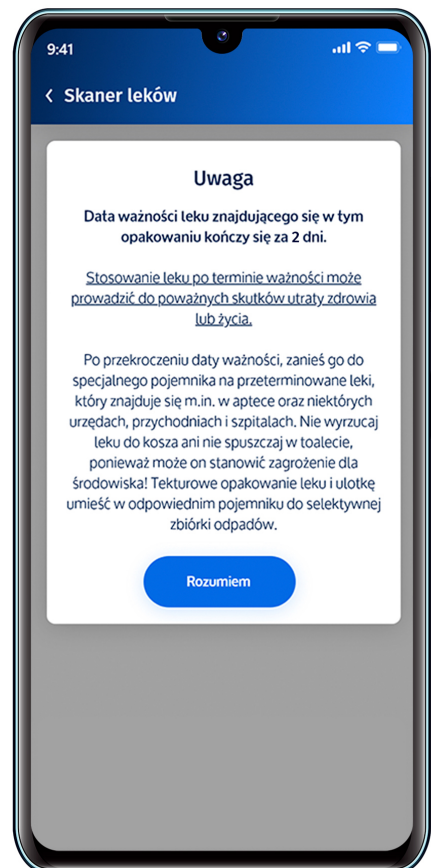 9:41
Skaner leków
Uwaga
Data ważności leku znajdującego się w tym
opakowaniu kończy się za 2 dni.
Stosowanie leku po terminie ważności może
prowadzić do poważnych skutków utraty zdrowia
lub życia.
Po przekroczeniu daty ważności, zanieś go do
specjalnego pojemnika na przeterminowane leki,
który znajduje się m.in. w aptece oraz niektórych
urzędach, przychodniach i szpitalach. Nie wyrzucaj
leku do kosza ani nie spuszczaj w toalecie,
ponieważ może on stanowić zagrożenie dla
środowiska! Tekturowe opakowanie leku i ulotkę
umieść w odpowiednim pojemniku do selektywnej
zbiórki odpadów.
Rozumiem